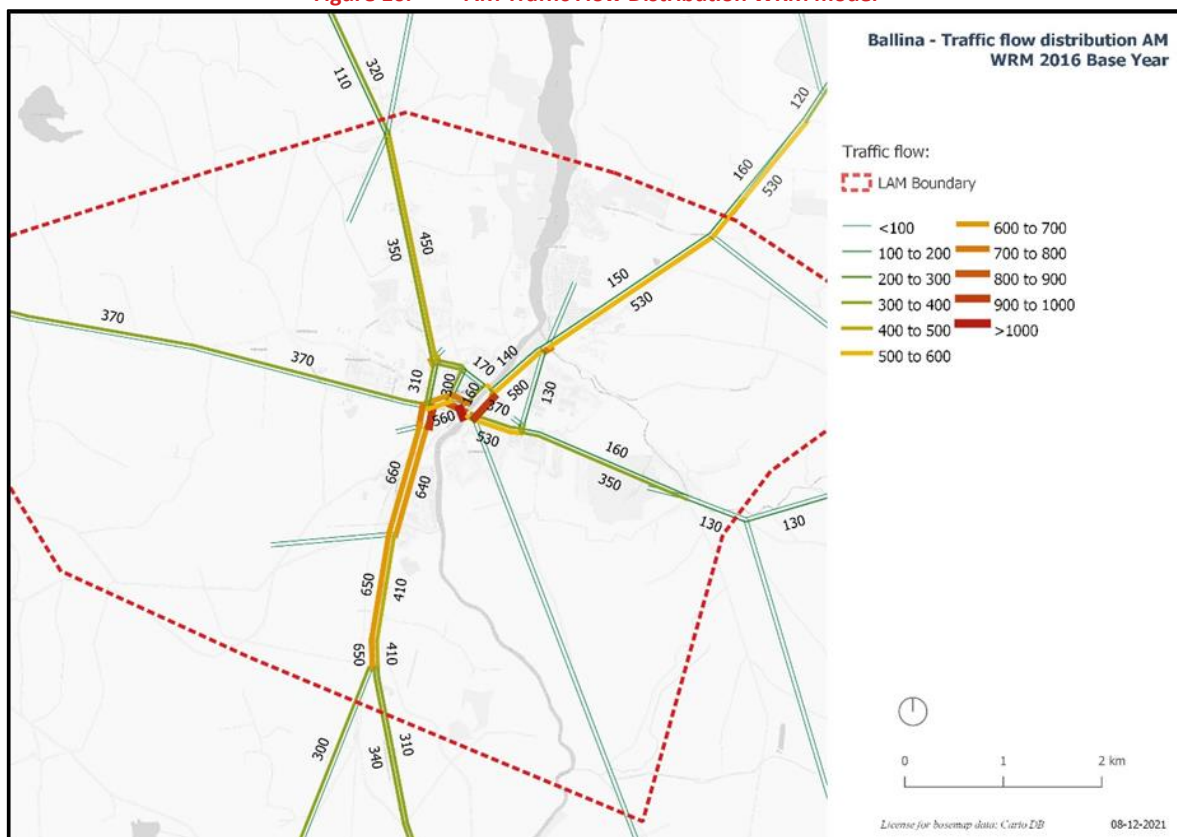 Ballina - Traffic flow distribution AM
WRM 2016 Base Year
Traffic flow:
LAM Boundary
<100
100 to 200
200 to 300
300 to 400
400 to 500
500 to 600
600 to 700
700 to 800
800 to 900
900 to 1000
>1000
320
110
120
160
530
450
350
150
530
370
370
310
300
170
140
160
580
370
560
530
130
160
350
130
130
660
640
650
410
650
410
300
340
310
0 1 2 km
License for basemap data: Carto DB
08-12-2021